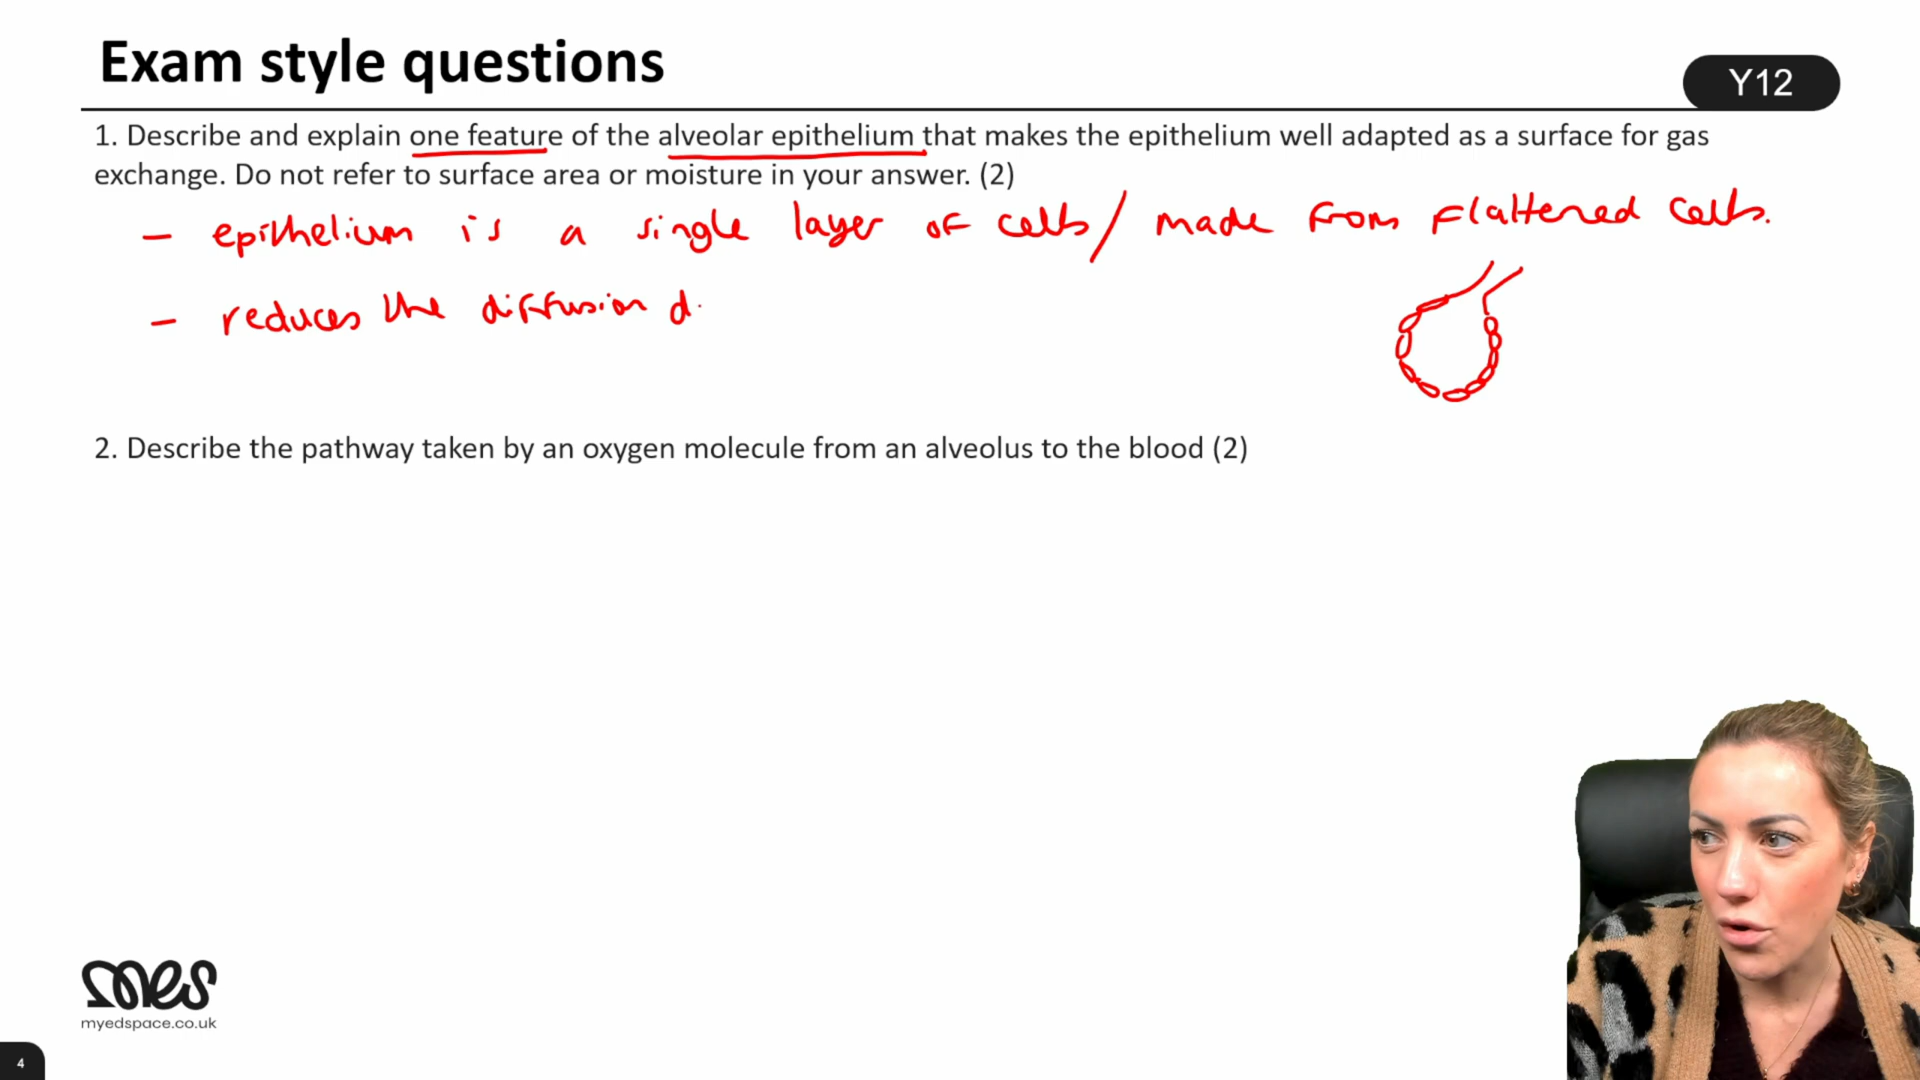 Exam style questions
Y12
1. Describe and explain one feature of the alveolar epithelium that makes the epithelium well adapted as a surface for gas
exchange. Do not refer to surface area or moisture in your answer. (2)
- epithelium is a single layer of cells/ made from flattened cells.
- reduces the diffusion d.
2. Describe the pathway taken by an oxygen molecule from an alveolus to the blood (2)
mes
myedspace.co.uk
4